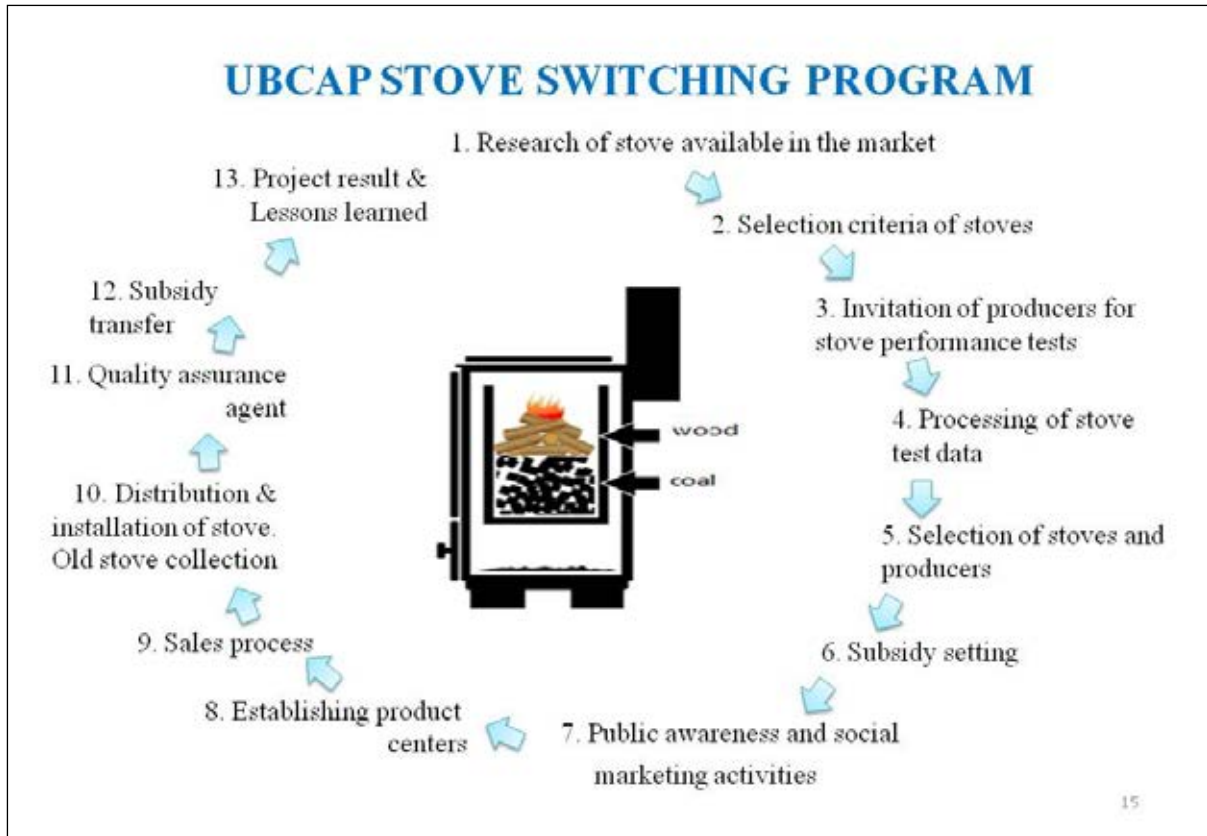 UBCAP STOVE SWITCHING PROGRAM
1. Research of stove available in the market
2. Selection criteria of stoves
3. Invitation of producers for
stove performance tests
4. Processing of stove
test data
5. Selection of stoves and
producers
6. Subsidy setting
7. Public awareness and social
marketing activities
8. Establishing product
centers
9. Sales process
10. Distribution &
installation of stove.
Old stove collection
11. Quality assurance
agent
12. Subsidy
transfer
13. Project result &
Lessons learned
wood
coal
15